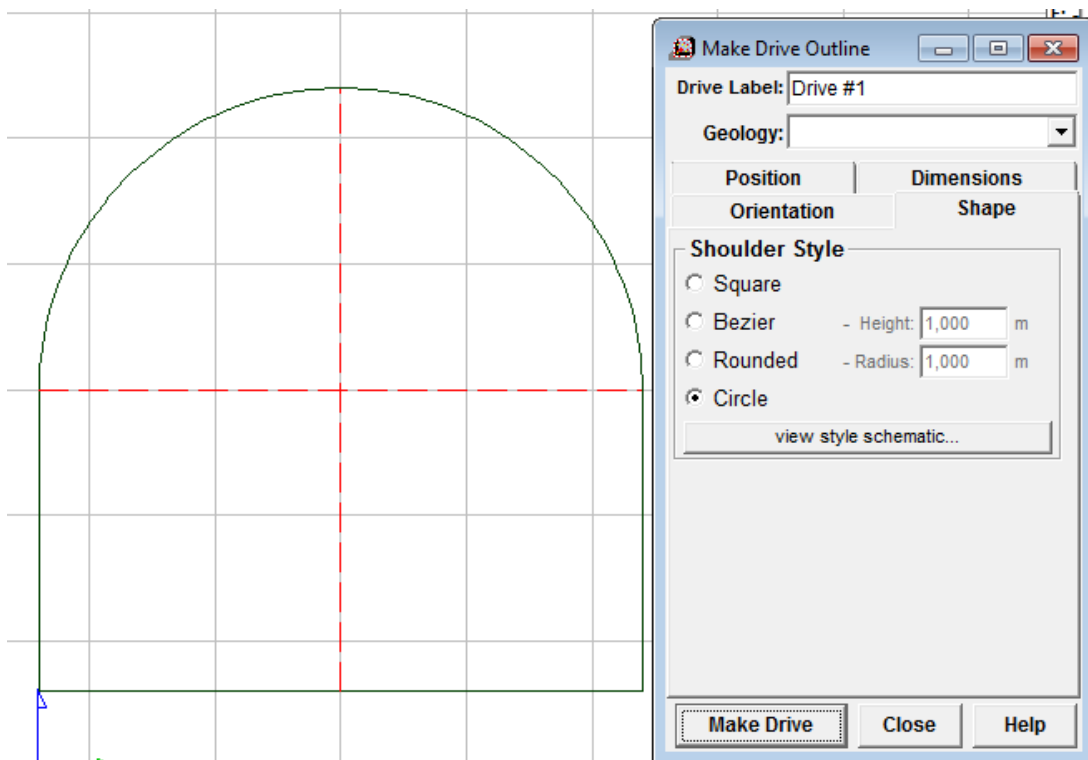 Make Drive Outline
Drive Label: Drive #1
Geology:
Position Dimensions
Orientation Shape
Shoulder Style
Square
Bezier - Height: 1,000 m
Rounded - Radius: 1,000 m
Circle
view style schematic...
Make Drive Close Help